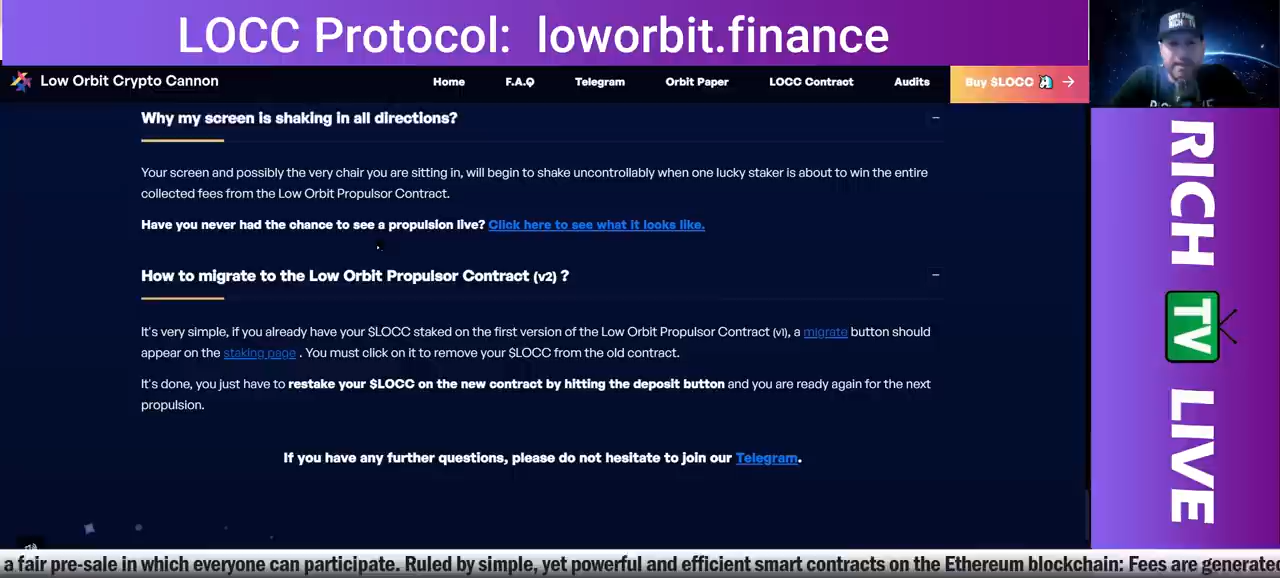 LOCC Protocol: loworbit.finance
Low Orbit Crypto Cannon
Home
F.A.Q
Telegram
Orbit Paper
LOCC Contract
Audits
Buy $LOCC
Why my screen is shaking in all directions?
Your screen and possibly the very chair you are sitting in, will begin to shake uncontrollably when one lucky staker is about to win the entire
collected fees from the Low Orbit Propulsor Contract.
Have you never had the chance to see a propulsion live? Click here to see what it looks like.
How to migrate to the Low Orbit Propulsor Contract (v2) ?
It's very simple, if you already have your $LOCC staked on the first version of the Low Orbit Propulsor Contract (v1), a migrate button should
appear on the staking page . You must click on it to remove your $LOCC from the old contract.
It's done, you just have to restake your $LOCC on the new contract by hitting the deposit button and you are ready again for the next
propulsion.
If you have any further questions, please do not hesitate to join our Telegram.
a fair pre-sale in which everyone can participate. Ruled by simple, yet powerful and efficient smart contracts on the Ethereum blockchain: Fees are generated
RICH TV LIVE